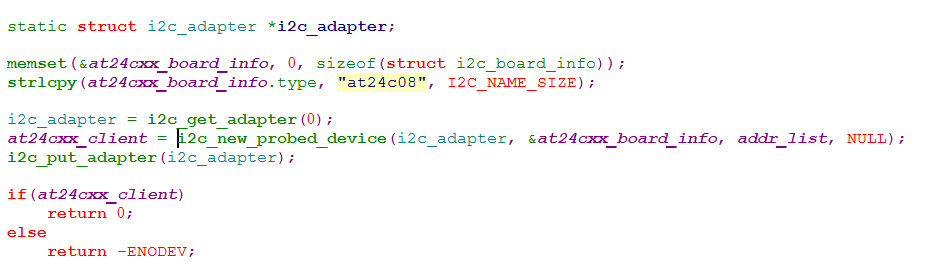 static struct i2c_adapter *i2c_adapter;
memset(&at24cxx_board_info, 0, sizeof(struct i2c_board_info));
strlcpy(at24cxx_board_info.type, "at24c08", I2C_NAME_SIZE);
i2c_adapter = i2c_get_adapter(0);
at24cxx_client = i2c_new_probed_device(i2c_adapter, &at24cxx_board_info, addr_list, NULL);
i2c_put_adapter(i2c_adapter);
if(at24cxx_client)
return 0;
else
return -ENODEV;